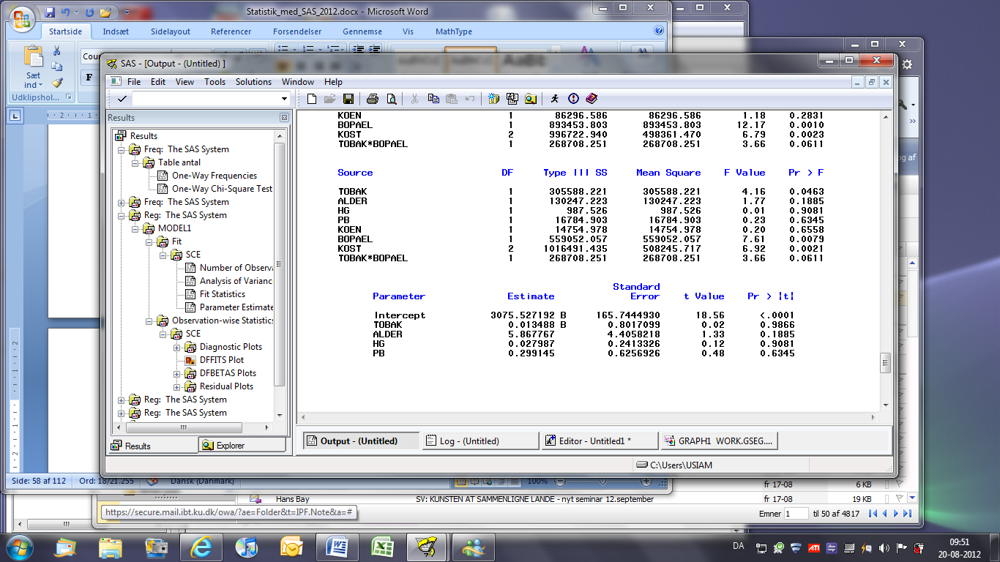 Statistik_med_SAS_2012.docx - Microsoft Word
Startside Indsæt Sidelayout Referencer Forsendelser Gennemse Vis MathType
Sæt
ind
Udklipshol...
Cour
F
SAS - [Output - (Untitled) ]
File Edit View Tools Solutions Window Help
Results
Results
Freq: The SAS System
Table antal
One-Way Frequencies
One-Way Chi-Square Test
Freq: The SAS System
Reg: The SAS System
MODEL1
Fit
SCE
Number of Observa
Analysis of Varianc
Fit Statistics
Parameter Estimate
Observation-wise Statistics
SCE
Diagnostic Plots
DFFITS Plot
DFBETAS Plots
Residual Plots
Reg: The SAS System
Reg: The SAS System
Results Explorer
KOEN 1 86296.586 86296.586 1.18 0.2831
BOPAEL 1 893453.803 893453.803 12.17 0.0010
KOST 2 996722.940 498361.470 6.79 0.0023
TOBAK*BOPAEL 1 268708.251 268708.251 3.66 0.0611
Source DF Type III SS Mean Square F Value Pr > F
TOBAK 1 305588.221 305588.221 4.16 0.0463
ALDER 1 130247.223 130247.223 1.77 0.1885
HG 1 987.526 987.526 0.01 0.9081
PB 1 16784.903 16784.903 0.23 0.6345
KOEN 1 14754.978 14754.978 0.20 0.6558
BOPAEL 1 559052.057 559052.057 7.61 0.0079
KOST 2 1016491.435 508245.717 6.92 0.0021
TOBAK*BOPAEL 1 268708.251 268708.251 3.66 0.0611
Standard
Parameter Estimate Error t Value Pr > |t|
Intercept 3075.527192 B 165.7444930 18.56 <.0001
TOBAK 0.013488 B 0.8017099 0.02 0.9866
ALDER 5.867767 4.4058218 1.33 0.1885
HG 0.027987 0.2413326 0.12 0.9081
PB 0.299145 0.6256926 0.48 0.6345
Output - (Untitled) Log - (Untitled) Editor - Untitled1 * GRAPH1 WORK.GSEG....
C:\Users\USIAM
og af
Side: 58 af 112 Ord: 18/21.255 Dansk (Danmark) 100%
fr 17-08 6 KB
Hans Bay SV: KUNSTEN AT SAMMENLIGNE LANDE - nyt seminar 12.september fr 17-08 19 KB
https://secure.mail.ibt.ku.dk/owa/?ae=Folder&t=IPF.Note&a=#
Emner 1 til 50 af 4817
DA
09:51
20-08-2012